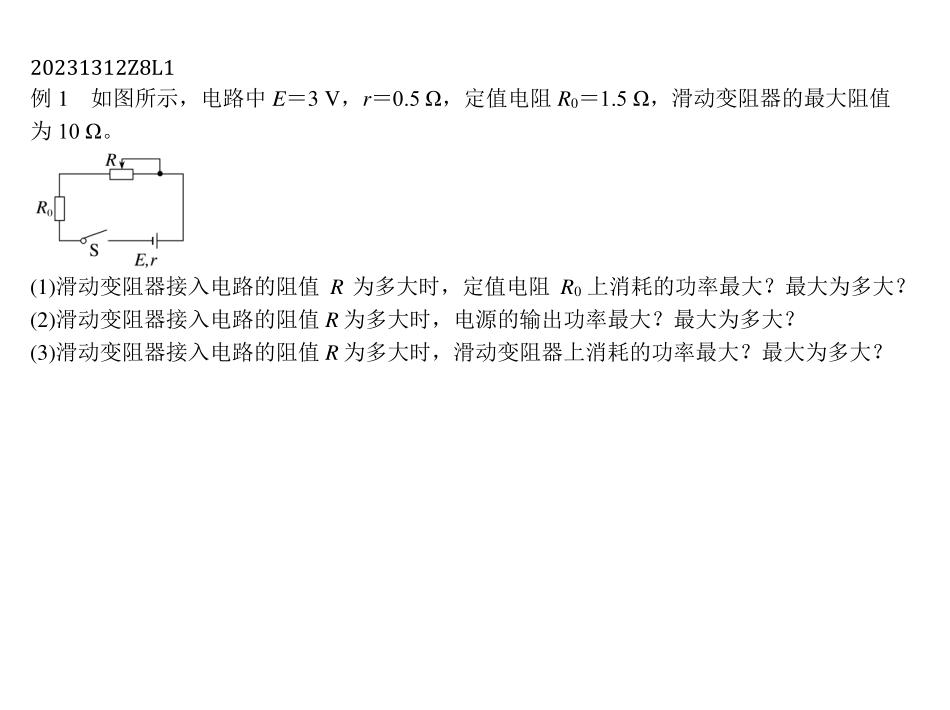 20231312Z8L1
例 1　如图所示，电路中 E＝3 V，r＝0.5 Ω，定值电阻 R₀＝1.5 Ω，滑动变阻器的最大阻值
为 10 Ω。
R
R₀
S
E,r
(1)滑动变阻器接入电路的阻值 R 为多大时，定值电阻 R₀ 上消耗的功率最大？最大为多大？
(2)滑动变阻器接入电路的阻值 R 为多大时，电源的输出功率最大？最大为多大？
(3)滑动变阻器接入电路的阻值 R 为多大时，滑动变阻器上消耗的功率最大？最大为多大？